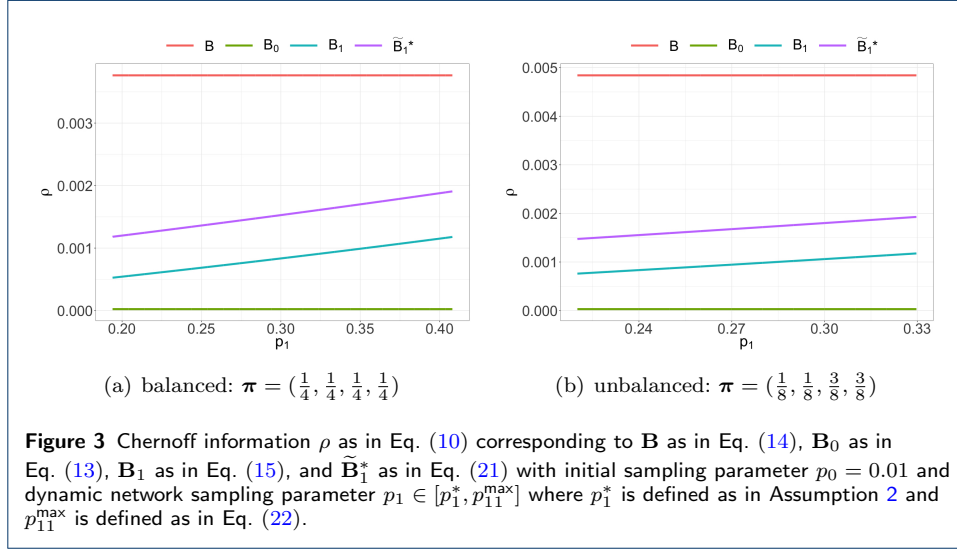 B B₀ B₁ B̃₁*
0.003
0.002
0.001
0.000
ρ
0.20 0.25 0.30 0.35 0.40
p₁
(a) balanced: π = (1/4, 1/4, 1/4, 1/4)
B B₀ B₁ B̃₁*
0.005
0.004
0.003
0.002
0.001
0.000
ρ
0.24 0.27 0.30 0.33
p₁
(b) unbalanced: π = (1/8, 1/8, 3/8, 3/8)
Figure 3 Chernoff information ρ as in Eq. (10) corresponding to B as in Eq. (14), B₀ as in
Eq. (13), B₁ as in Eq. (15), and B̃₁* as in Eq. (21) with initial sampling parameter p₀ = 0.01 and
dynamic network sampling parameter p₁ ∈ [p₁*, p₁₁ᵐᵃˣ] where p₁* is defined as in Assumption 2 and
p₁₁ᵐᵃˣ is defined as in Eq. (22).